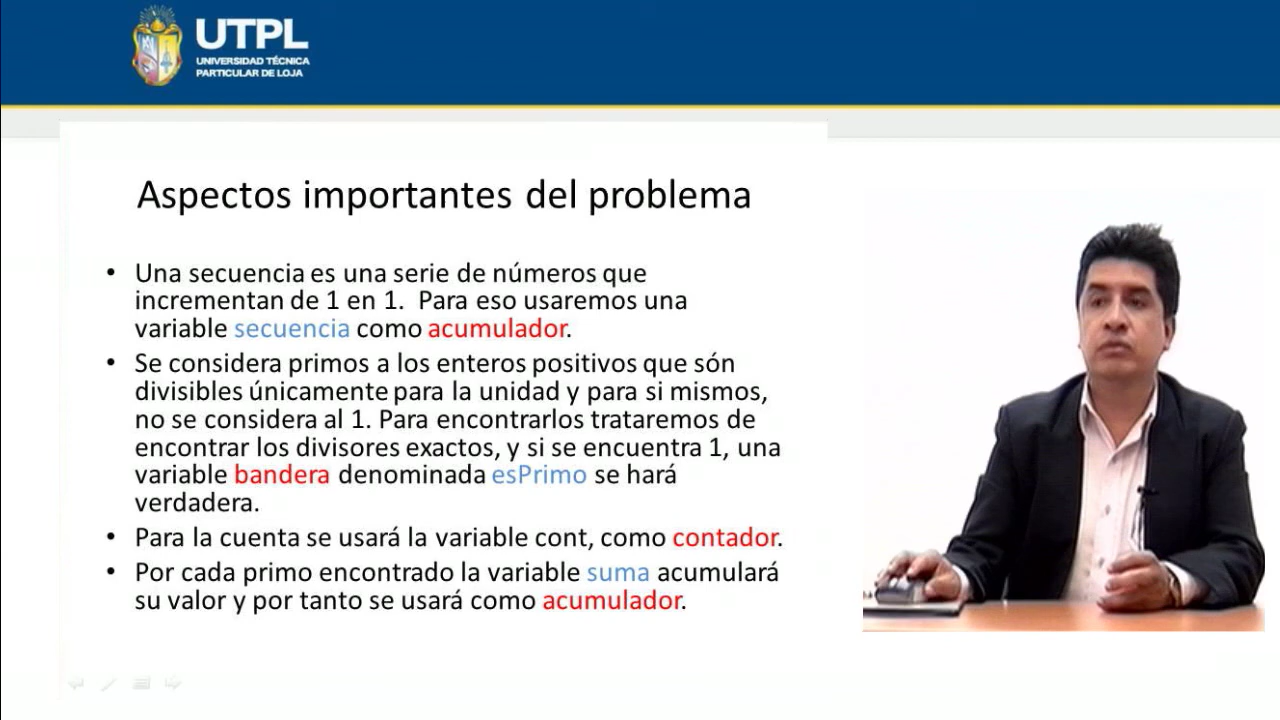 UTPL
UNIVERSIDAD TÉCNICA
PARTICULAR DE LOJA
Aspectos importantes del problema
• Una secuencia es una serie de números que
incrementan de 1 en 1. Para eso usaremos una
variable secuencia como acumulador.
• Se considera primos a los enteros positivos que són
divisibles únicamente para la unidad y para si mismos,
no se considera al 1. Para encontrarlos trataremos de
encontrar los divisores exactos, y si se encuentra 1, una
variable bandera denominada esPrimo se hará
verdadera.
• Para la cuenta se usará la variable cont, como contador.
• Por cada primo encontrado la variable suma acumulará
su valor y por tanto se usará como acumulador.